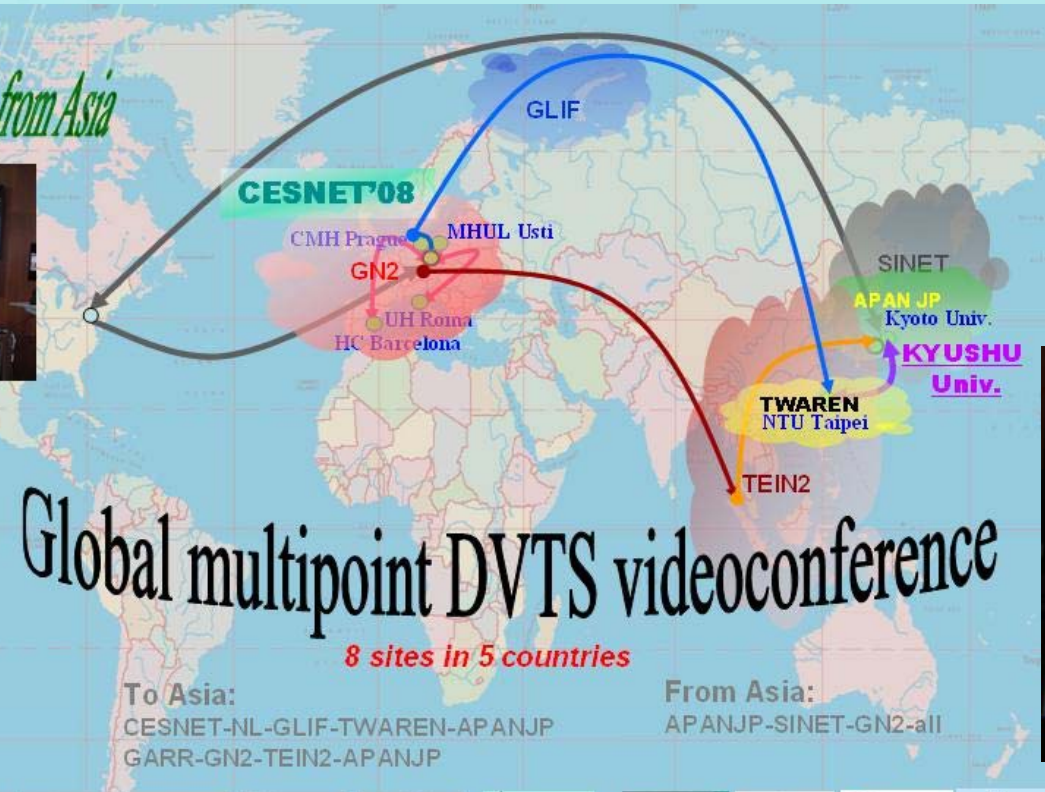 from Asia
GLIF
CESNET'08
CMH Prague
MHUL Usti
GN2
UH Roma
HC Barcelona
SINET
APAN JP
Kyoto Univ.
KYUSHU
Univ.
TWAREN
NTU Taipei
TEIN2
Global multipoint DVTS videoconference
8 sites in 5 countries
To Asia:
CESNET-NL-GLIF-TWAREN-APANJP
GARR-GN2-TEIN2-APANJP
From Asia:
APANJP-SINET-GN2-all